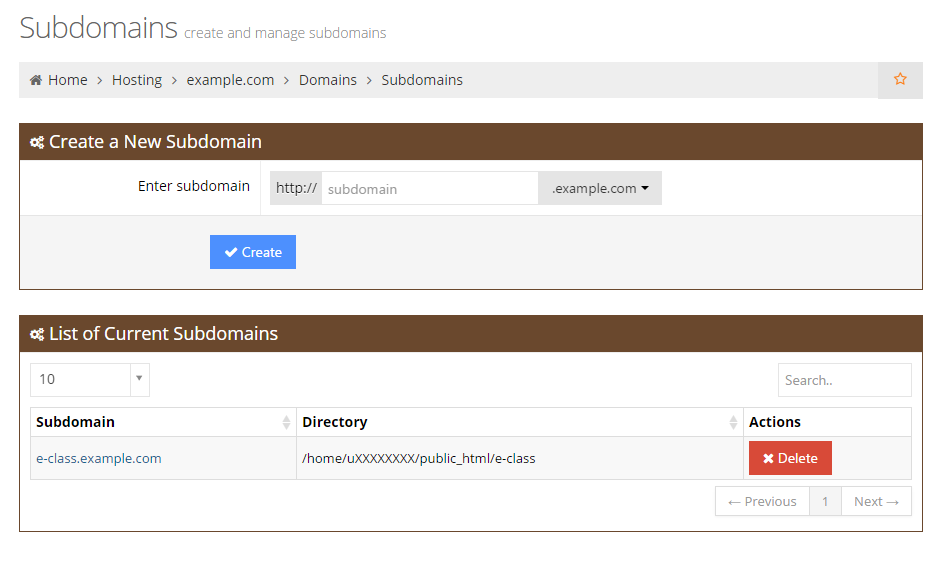 Subdomains create and manage subdomains
Home > Hosting > example.com > Domains > Subdomains
Create a New Subdomain
Enter subdomain http:// subdomain .example.com
Create
List of Current Subdomains
10 Search..
Subdomain Directory Actions
e-class.example.com /home/uXXXXXXXX/public_html/e-class Delete
← Previous 1 Next →